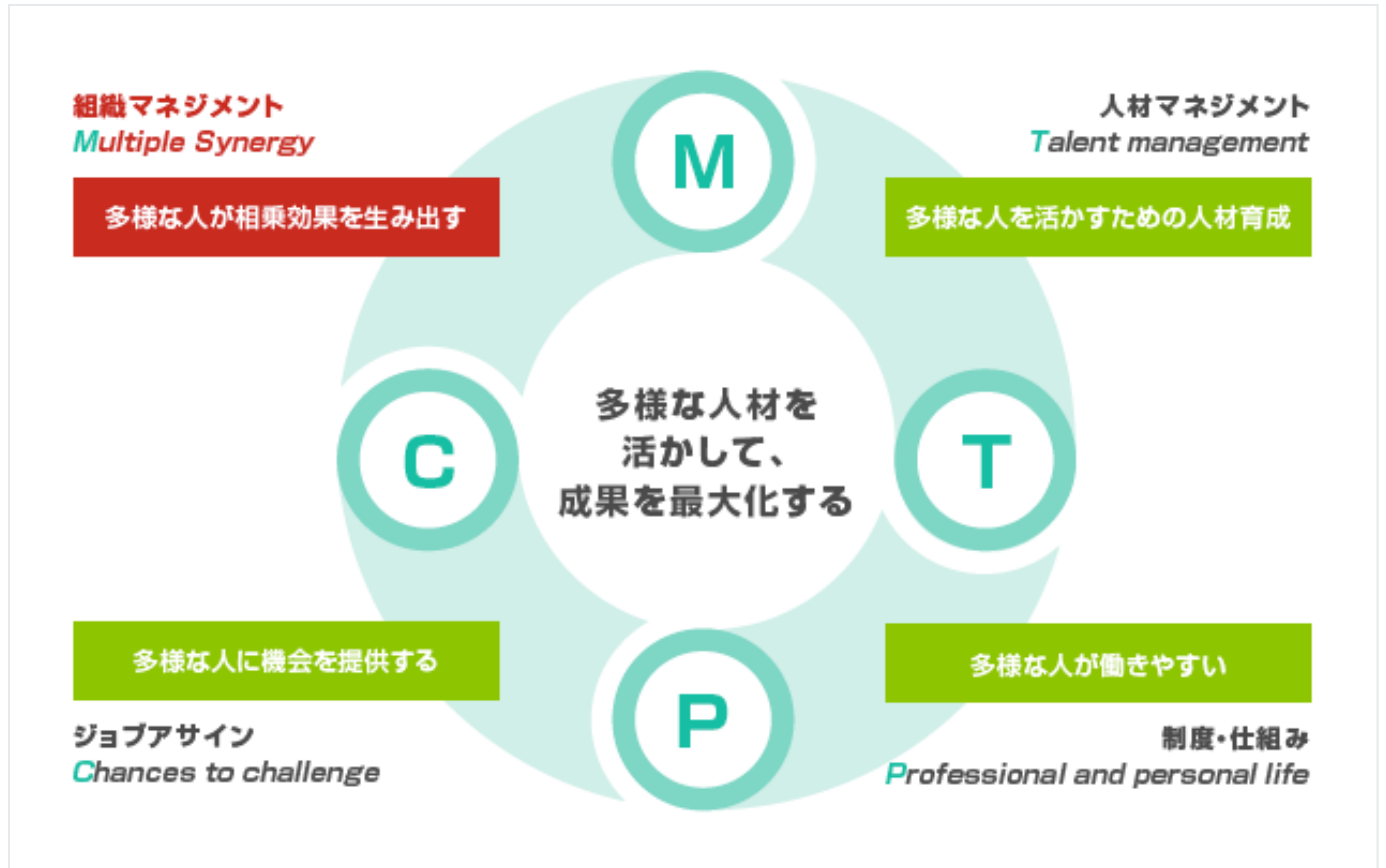 組織マネジメント
Multiple Synergy
多様な人が相乗効果を生み出す
M
人材マネジメント
Talent management
多様な人を活かすための人材育成
C
多様な人材を
活かして、
成果を最大化する
T
多様な人に機会を提供する
ジョブアサイン
Chances to challenge
P
多様な人が働きやすい
制度・仕組み
Professional and personal life